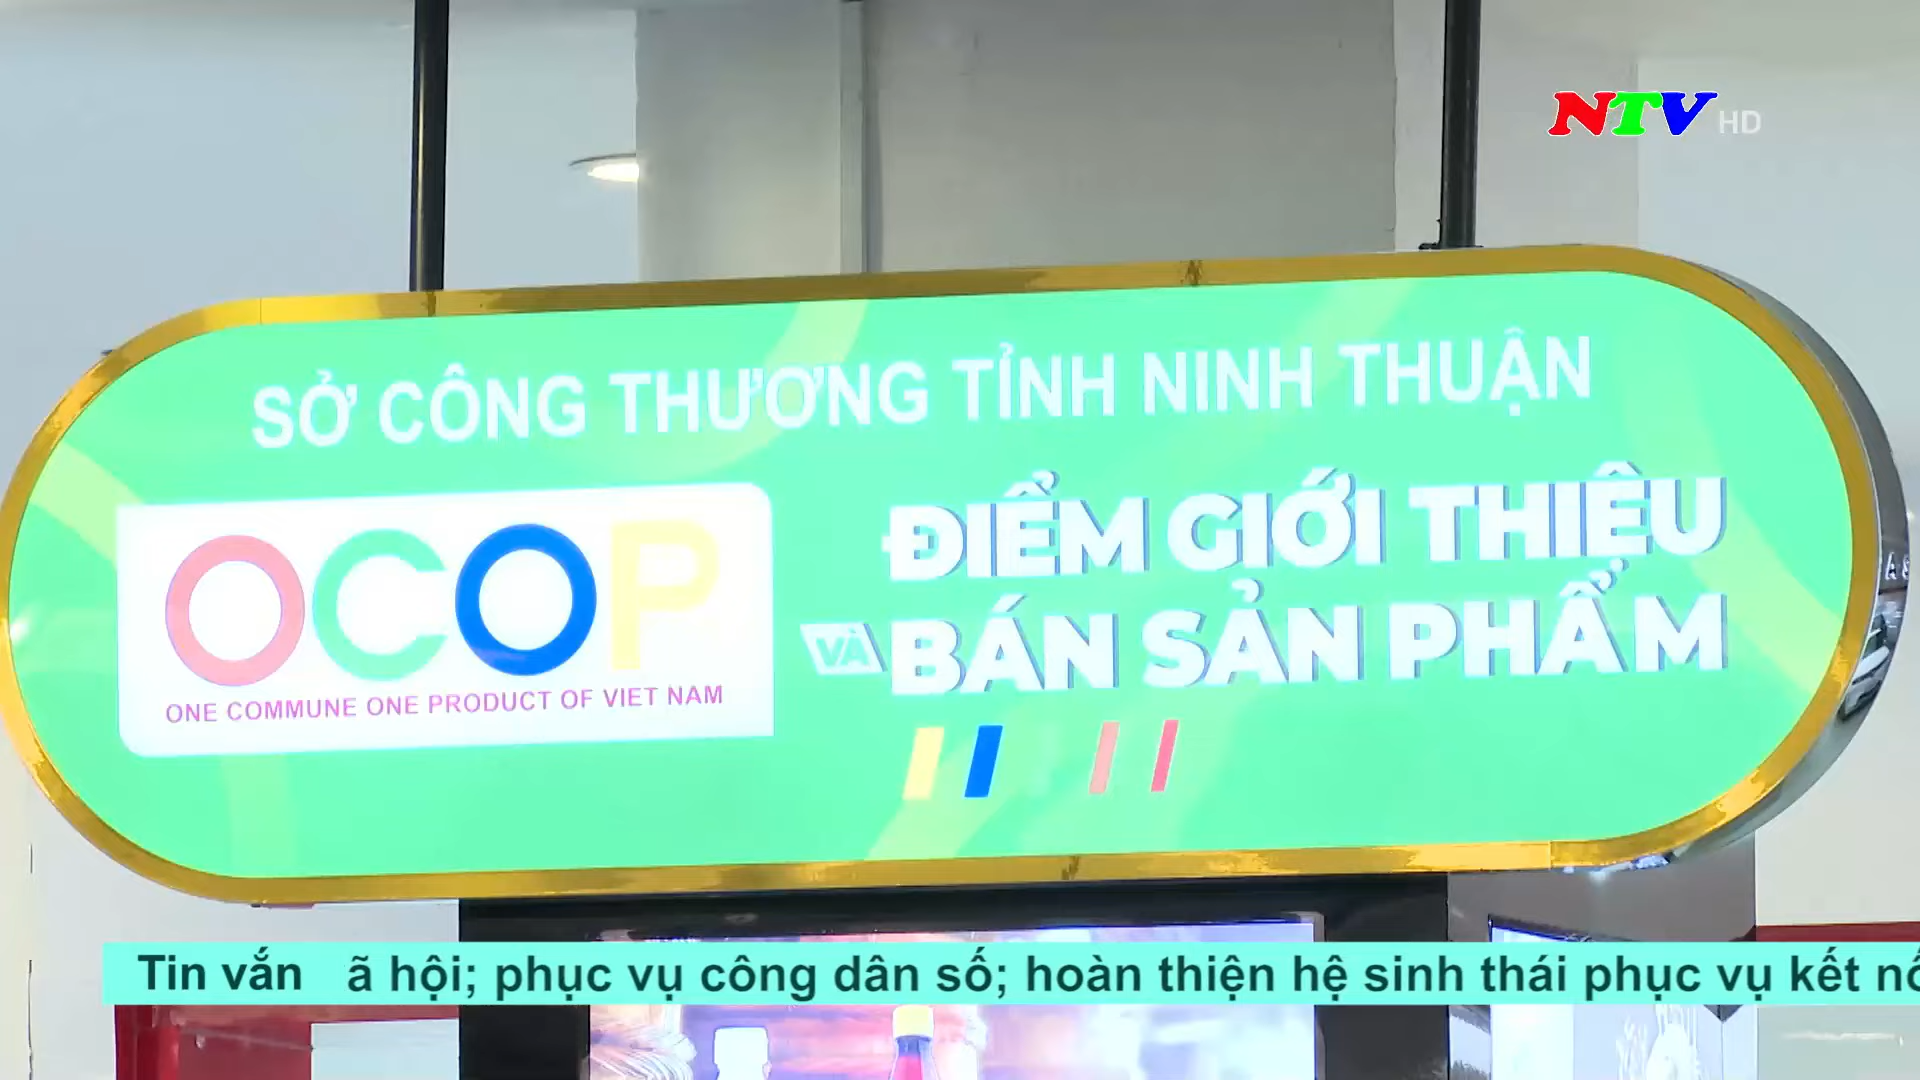 NTV HD
SỞ CÔNG THƯƠNG TỈNH NINH THUẬN
OCOP
ONE COMMUNE ONE PRODUCT OF VIET NAM
ĐIỂM GIỚI THIỆU
VÀ BÁN SẢN PHẨM
Tin vắn ã hội; phục vụ công dân số; hoàn thiện hệ sinh thái phục vụ kết nố